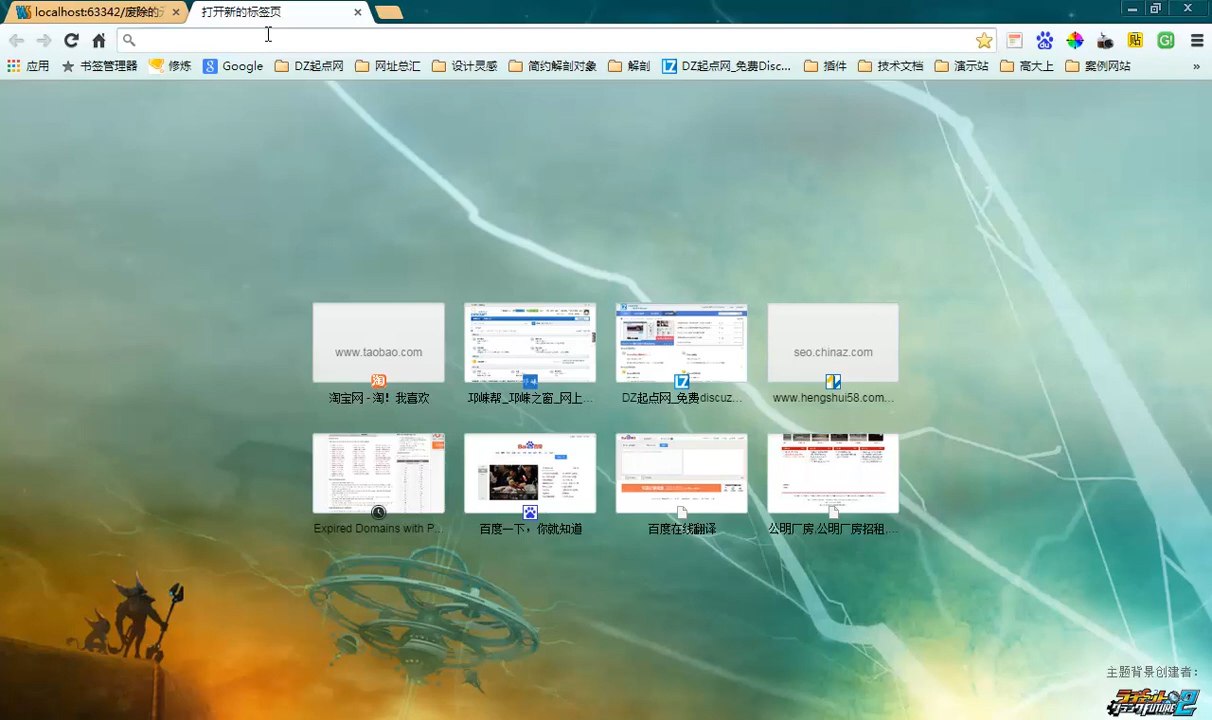 localhost:63342/废除的元
打开新的标签页
应用 书签管理器 修炼 Google DZ起点网 网址总汇 设计灵感 简约解剖对象 解剖 DZ起点网_免费Disc... 插件 技术文档 演示站 高大上 案例网站 »
www.taobao.com
seo.chinaz.com
淘宝网 - 淘！我喜欢
邛崃帮_邛崃之窗_网上...
DZ起点网_免费discuz...
www.hengshui58.com...
Expired Domains with P...
百度一下，你就知道
百度在线翻译
公明厂房,公明厂房招租,...
主题背景创建者：